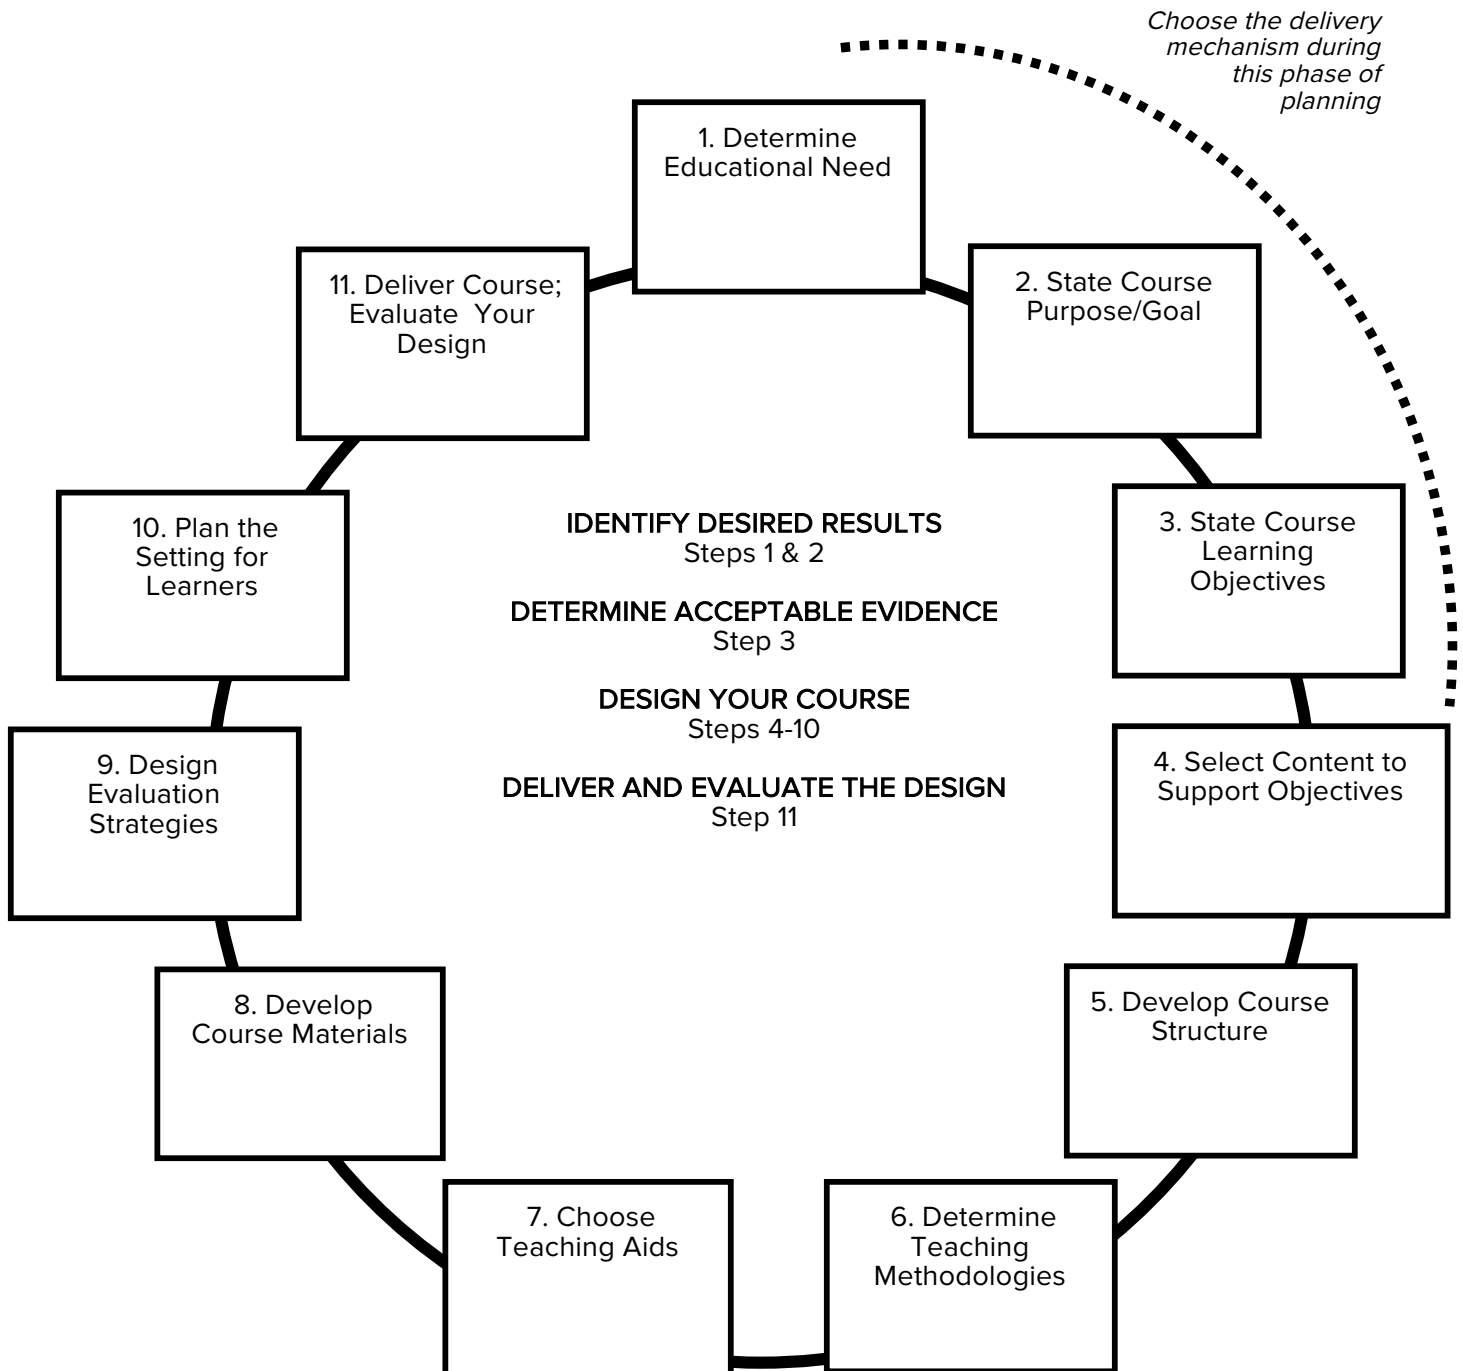 Choose the delivery
mechanism during
this phase of
planning
1. Determine
Educational Need
2. State Course
Purpose/Goal
3. State Course
Learning
Objectives
4. Select Content to
Support Objectives
5. Develop Course
Structure
6. Determine
Teaching
Methodologies
7. Choose
Teaching Aids
8. Develop
Course Materials
9. Design
Evaluation
Strategies
10. Plan the
Setting for
Learners
11. Deliver Course;
Evaluate  Your
Design
IDENTIFY DESIRED RESULTS
Steps 1 & 2
DETERMINE ACCEPTABLE EVIDENCE
Step 3
DESIGN YOUR COURSE
Steps 4-10
DELIVER AND EVALUATE THE DESIGN
Step 11